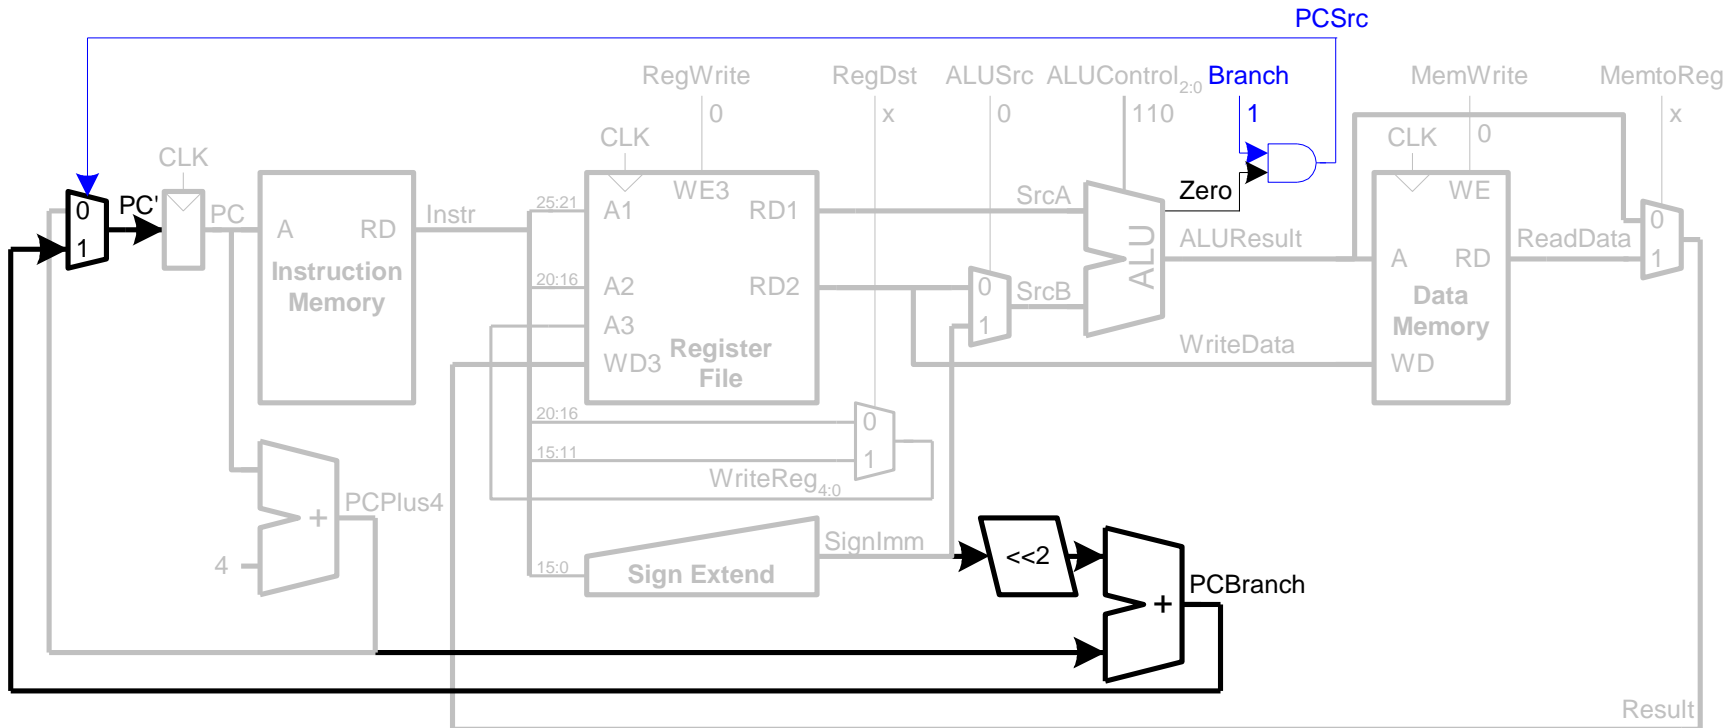 PCSrc
RegWrite RegDst ALUSrc ALUControl2:0 Branch MemWrite MemtoReg
0 x 0 110 1 0 x
CLK CLK CLK
PC' PC
0
1
A RD
Instruction
Memory
Instr
25:21
20:16
A1 WE3 RD1
A2 RD2
A3
WD3
Register
File
SrcA
0
1
SrcB
ALU
Zero
ALUResult
WriteData
WE
A RD
Data
Memory
WD
ReadData
0
1
20:16
15:11
0
1
WriteReg4:0
PCPlus4
+
4
15:0
Sign Extend
SignImm
<<2
+
PCBranch
Result